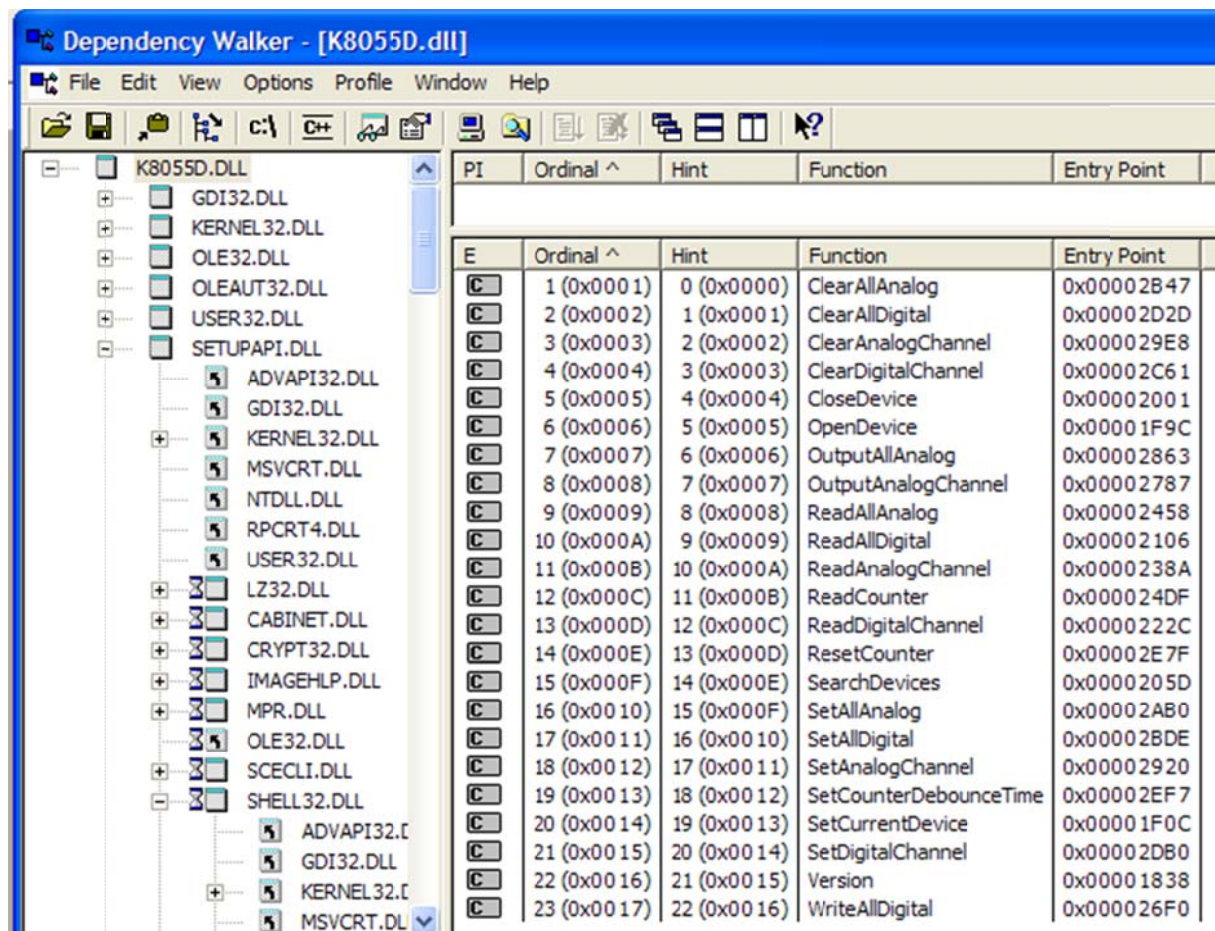 Dependency Walker - [K8055D.dll]
File Edit View Options Profile Window Help
C:\ C++
K8055D.DLL
GDI32.DLL
KERNEL32.DLL
OLE32.DLL
OLEAUT32.DLL
USER32.DLL
SETUPAPI.DLL
ADVAPI32.DLL
GDI32.DLL
KERNEL32.DLL
MSVCRT.DLL
NTDLL.DLL
RPCRT4.DLL
USER32.DLL
LZ32.DLL
CABINET.DLL
CRYPT32.DLL
IMAGEHLP.DLL
MPR.DLL
OLE32.DLL
SCECLI.DLL
SHELL32.DLL
ADVAPI32.D
GDI32.DLL
KERNEL32.D
MSVCRT.DLL
PI Ordinal ^ Hint Function Entry Point
E Ordinal ^ Hint Function Entry Point
C 1 (0x0001) 0 (0x0000) ClearAllAnalog 0x00002B47
C 2 (0x0002) 1 (0x0001) ClearAllDigital 0x00002D2D
C 3 (0x0003) 2 (0x0002) ClearAnalogChannel 0x000029E8
C 4 (0x0004) 3 (0x0003) ClearDigitalChannel 0x00002C61
C 5 (0x0005) 4 (0x0004) CloseDevice 0x00002001
C 6 (0x0006) 5 (0x0005) OpenDevice 0x00001F9C
C 7 (0x0007) 6 (0x0006) OutputAllAnalog 0x00002863
C 8 (0x0008) 7 (0x0007) OutputAnalogChannel 0x00002787
C 9 (0x0009) 8 (0x0008) ReadAllAnalog 0x00002458
C 10 (0x000A) 9 (0x0009) ReadAllDigital 0x00002106
C 11 (0x000B) 10 (0x000A) ReadAnalogChannel 0x0000238A
C 12 (0x000C) 11 (0x000B) ReadCounter 0x000024DF
C 13 (0x000D) 12 (0x000C) ReadDigitalChannel 0x0000222C
C 14 (0x000E) 13 (0x000D) ResetCounter 0x00002E7F
C 15 (0x000F) 14 (0x000E) SearchDevices 0x0000205D
C 16 (0x0010) 15 (0x000F) SetAllAnalog 0x00002AB0
C 17 (0x0011) 16 (0x0010) SetAllDigital 0x00002BDE
C 18 (0x0012) 17 (0x0011) SetAnalogChannel 0x00002920
C 19 (0x0013) 18 (0x0012) SetCounterDebounceTime 0x00002EF7
C 20 (0x0014) 19 (0x0013) SetCurrentDevice 0x00001F0C
C 21 (0x0015) 20 (0x0014) SetDigitalChannel 0x00002DB0
C 22 (0x0016) 21 (0x0015) Version 0x00001838
C 23 (0x0017) 22 (0x0016) WriteAllDigital 0x000026F0